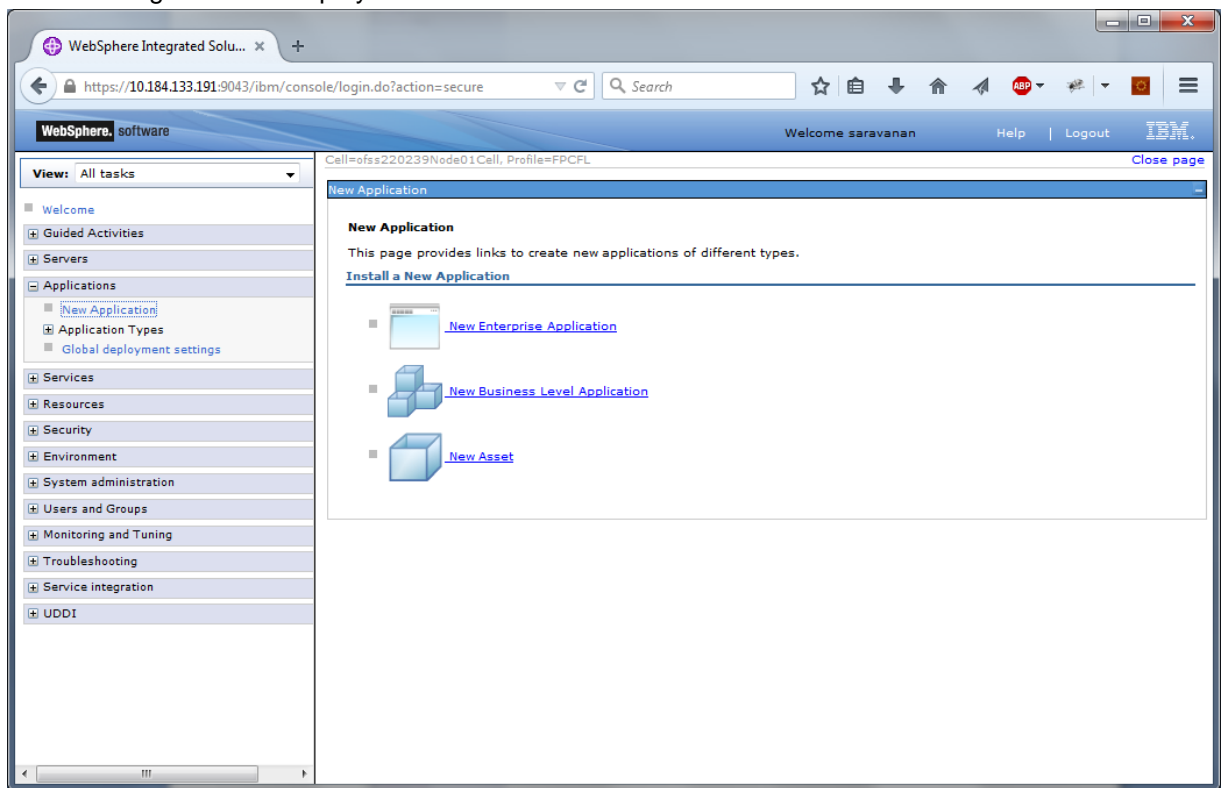 WebSphere Integrated Solu... × +
https://10.184.133.191:9043/ibm/console/login.do?action=secure Search ABP
WebSphere. software Welcome saravanan Help | Logout IBM.
View: All tasks
Cell=ofss220239Node01Cell, Profile=FPCFL Close page
New Application
Welcome
Guided Activities
Servers
Applications
New Application
Application Types
Global deployment settings
Services
Resources
Security
Environment
System administration
Users and Groups
Monitoring and Tuning
Troubleshooting
Service integration
UDDI
New Application
This page provides links to create new applications of different types.
Install a New Application
New Enterprise Application
New Business Level Application
New Asset